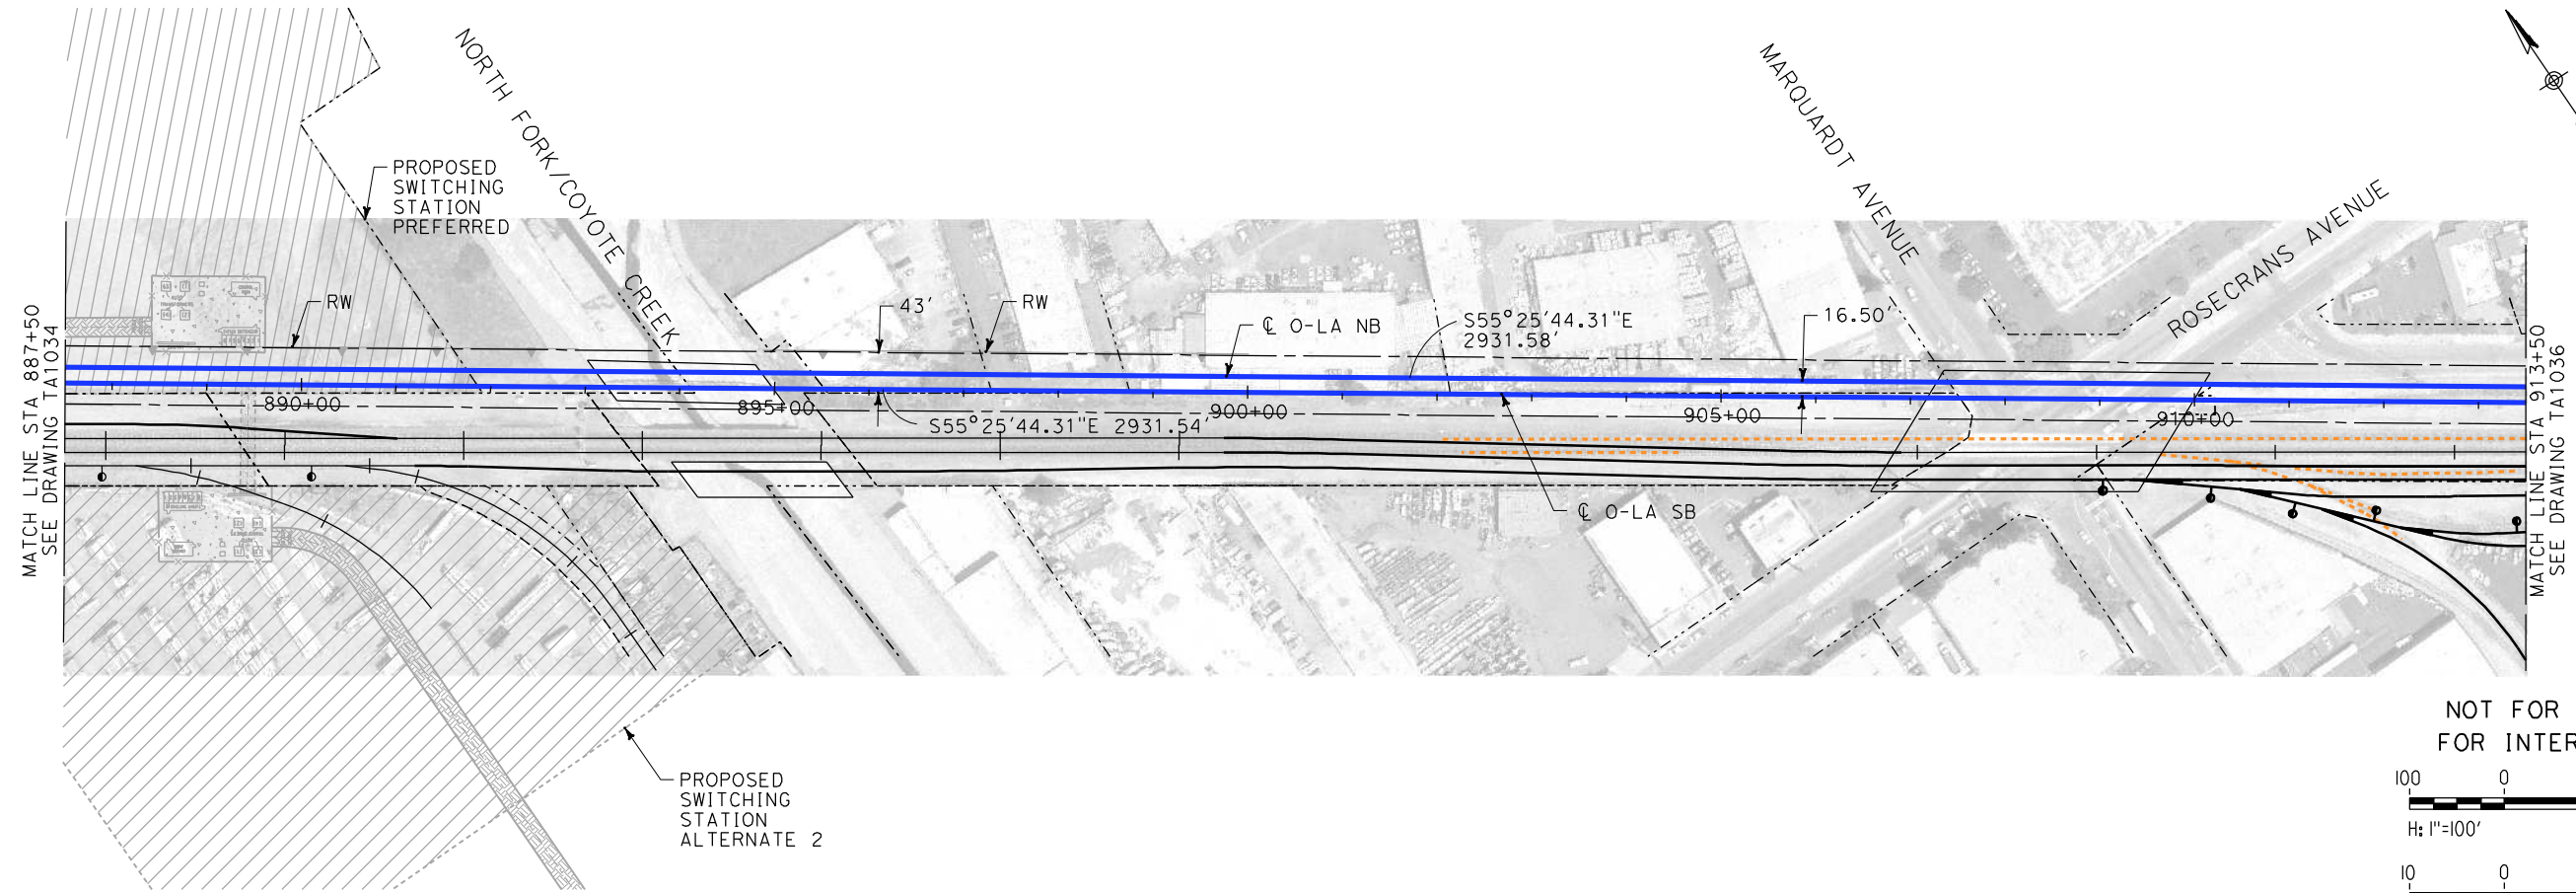 NORTH FORK/COYOTE CREEK
MARQUARDT AVENUE
ROSECRANS AVENUE
PROPOSED
SWITCHING
STATION
PREFERRED
RW
43'
RW
℄ O-LA NB
S55°25'44.31"E
2931.58'
16.50'
MATCH LINE STA 887+50
SEE DRAWING TA1034
890+00
895+00
900+00
905+00
910+00
S55°25'44.31"E 2931.54'
℄ O-LA SB
MATCH LINE STA 913+50
SEE DRAWING TA1036
PROPOSED
SWITCHING
STATION
ALTERNATE 2
NOT FOR
FOR INTER
100 0
H: 1"=100'
10 0